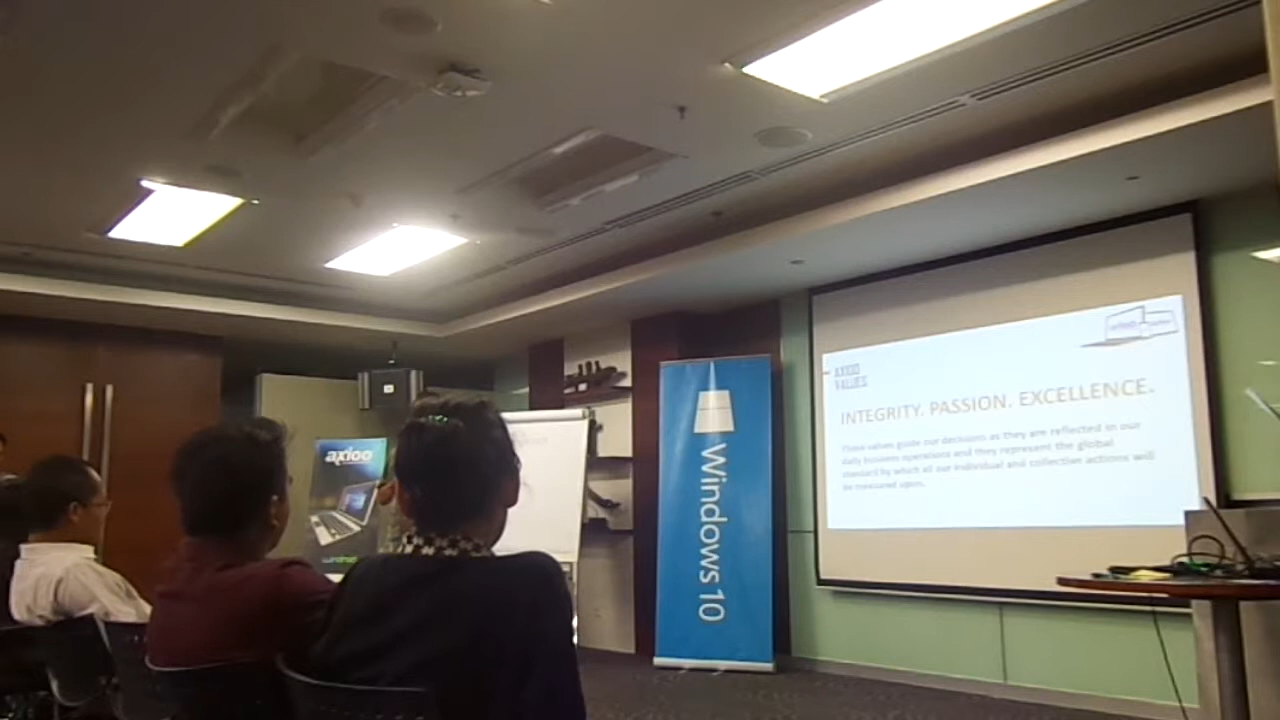 axioo
Windows 10
AXIOO
VALUES
INTEGRITY. PASSION. EXCELLENCE.
These values guide our decisions as they are reflected in our
daily business operations and they represent the global
standard by which all our individual and collective actions will
be measured upon.